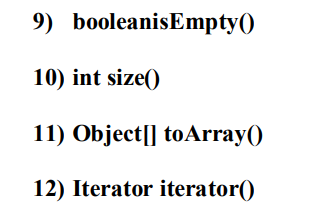 9) booleanisEmpty()
10) int size()
11) Object[] toArray()
12) Iterator iterator()